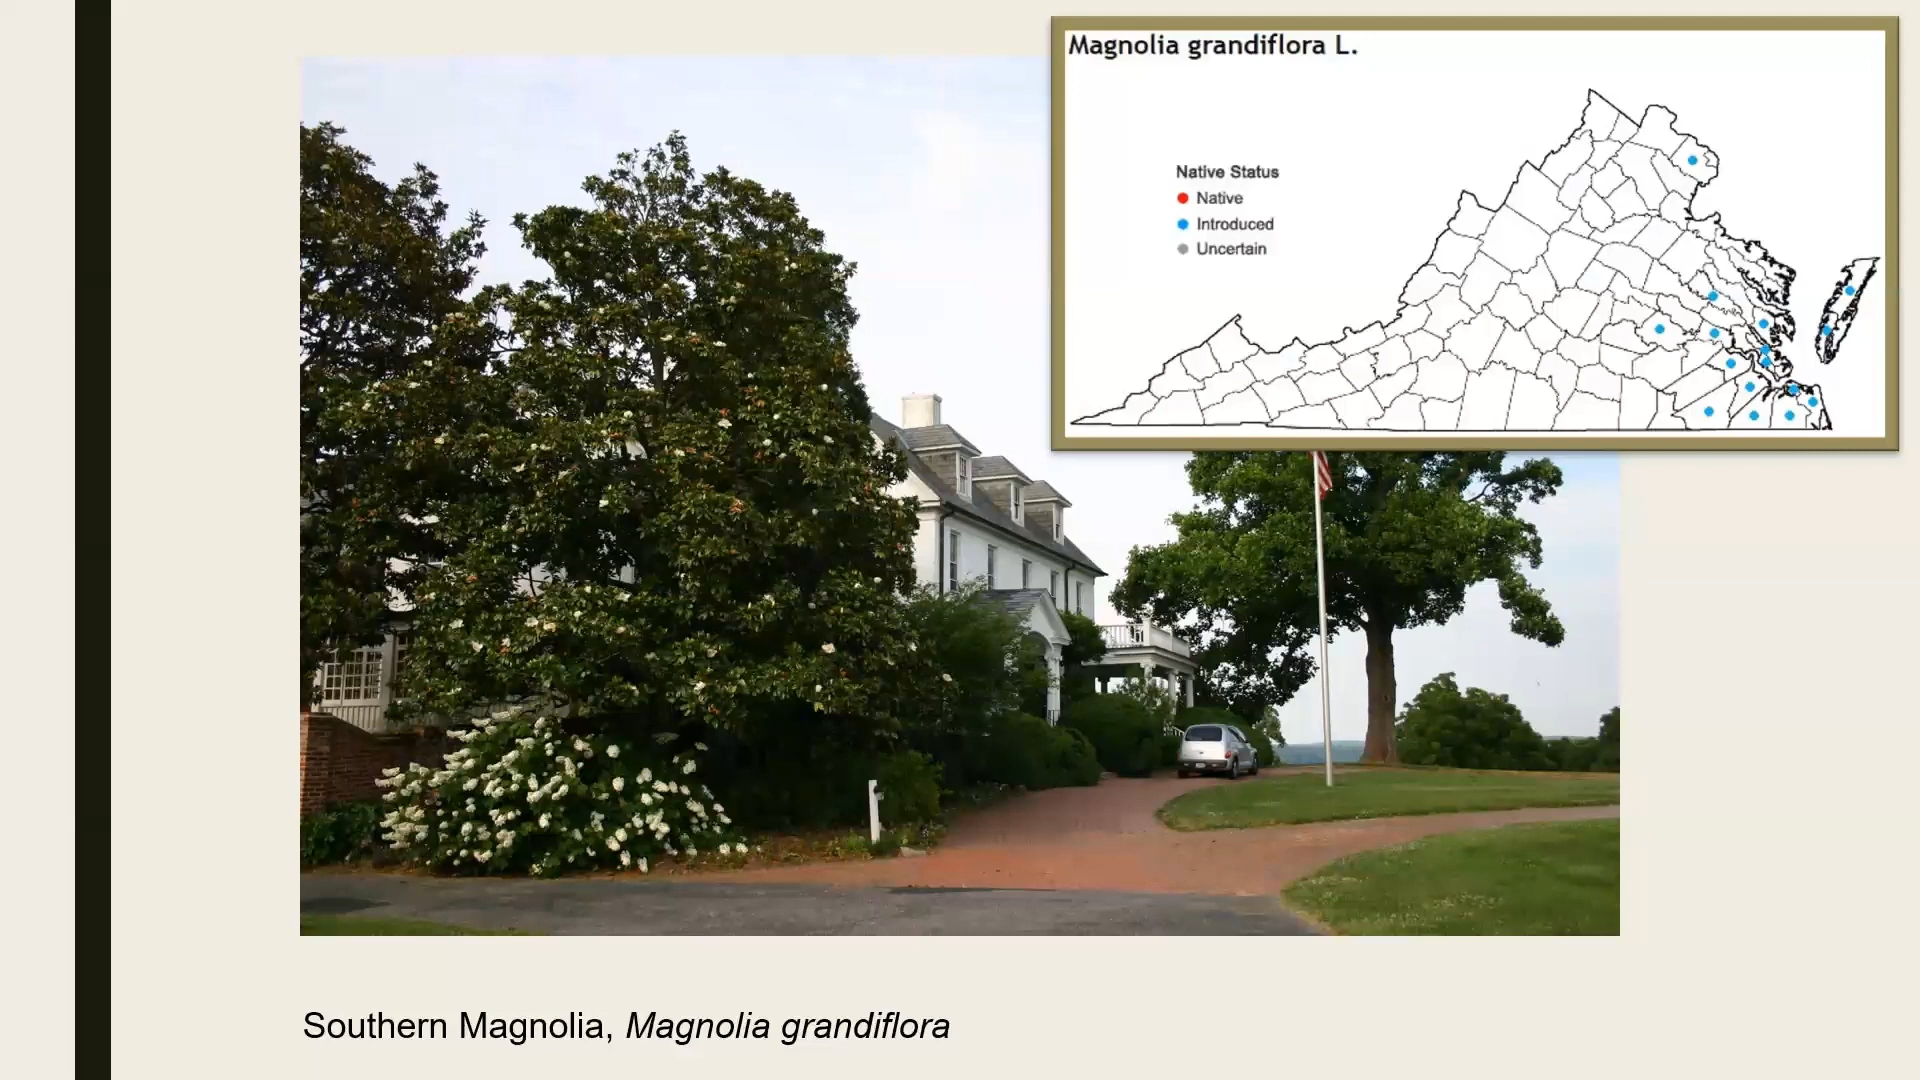 Magnolia grandiflora L.
Native Status
Native
Introduced
Uncertain
Southern Magnolia, Magnolia grandiflora